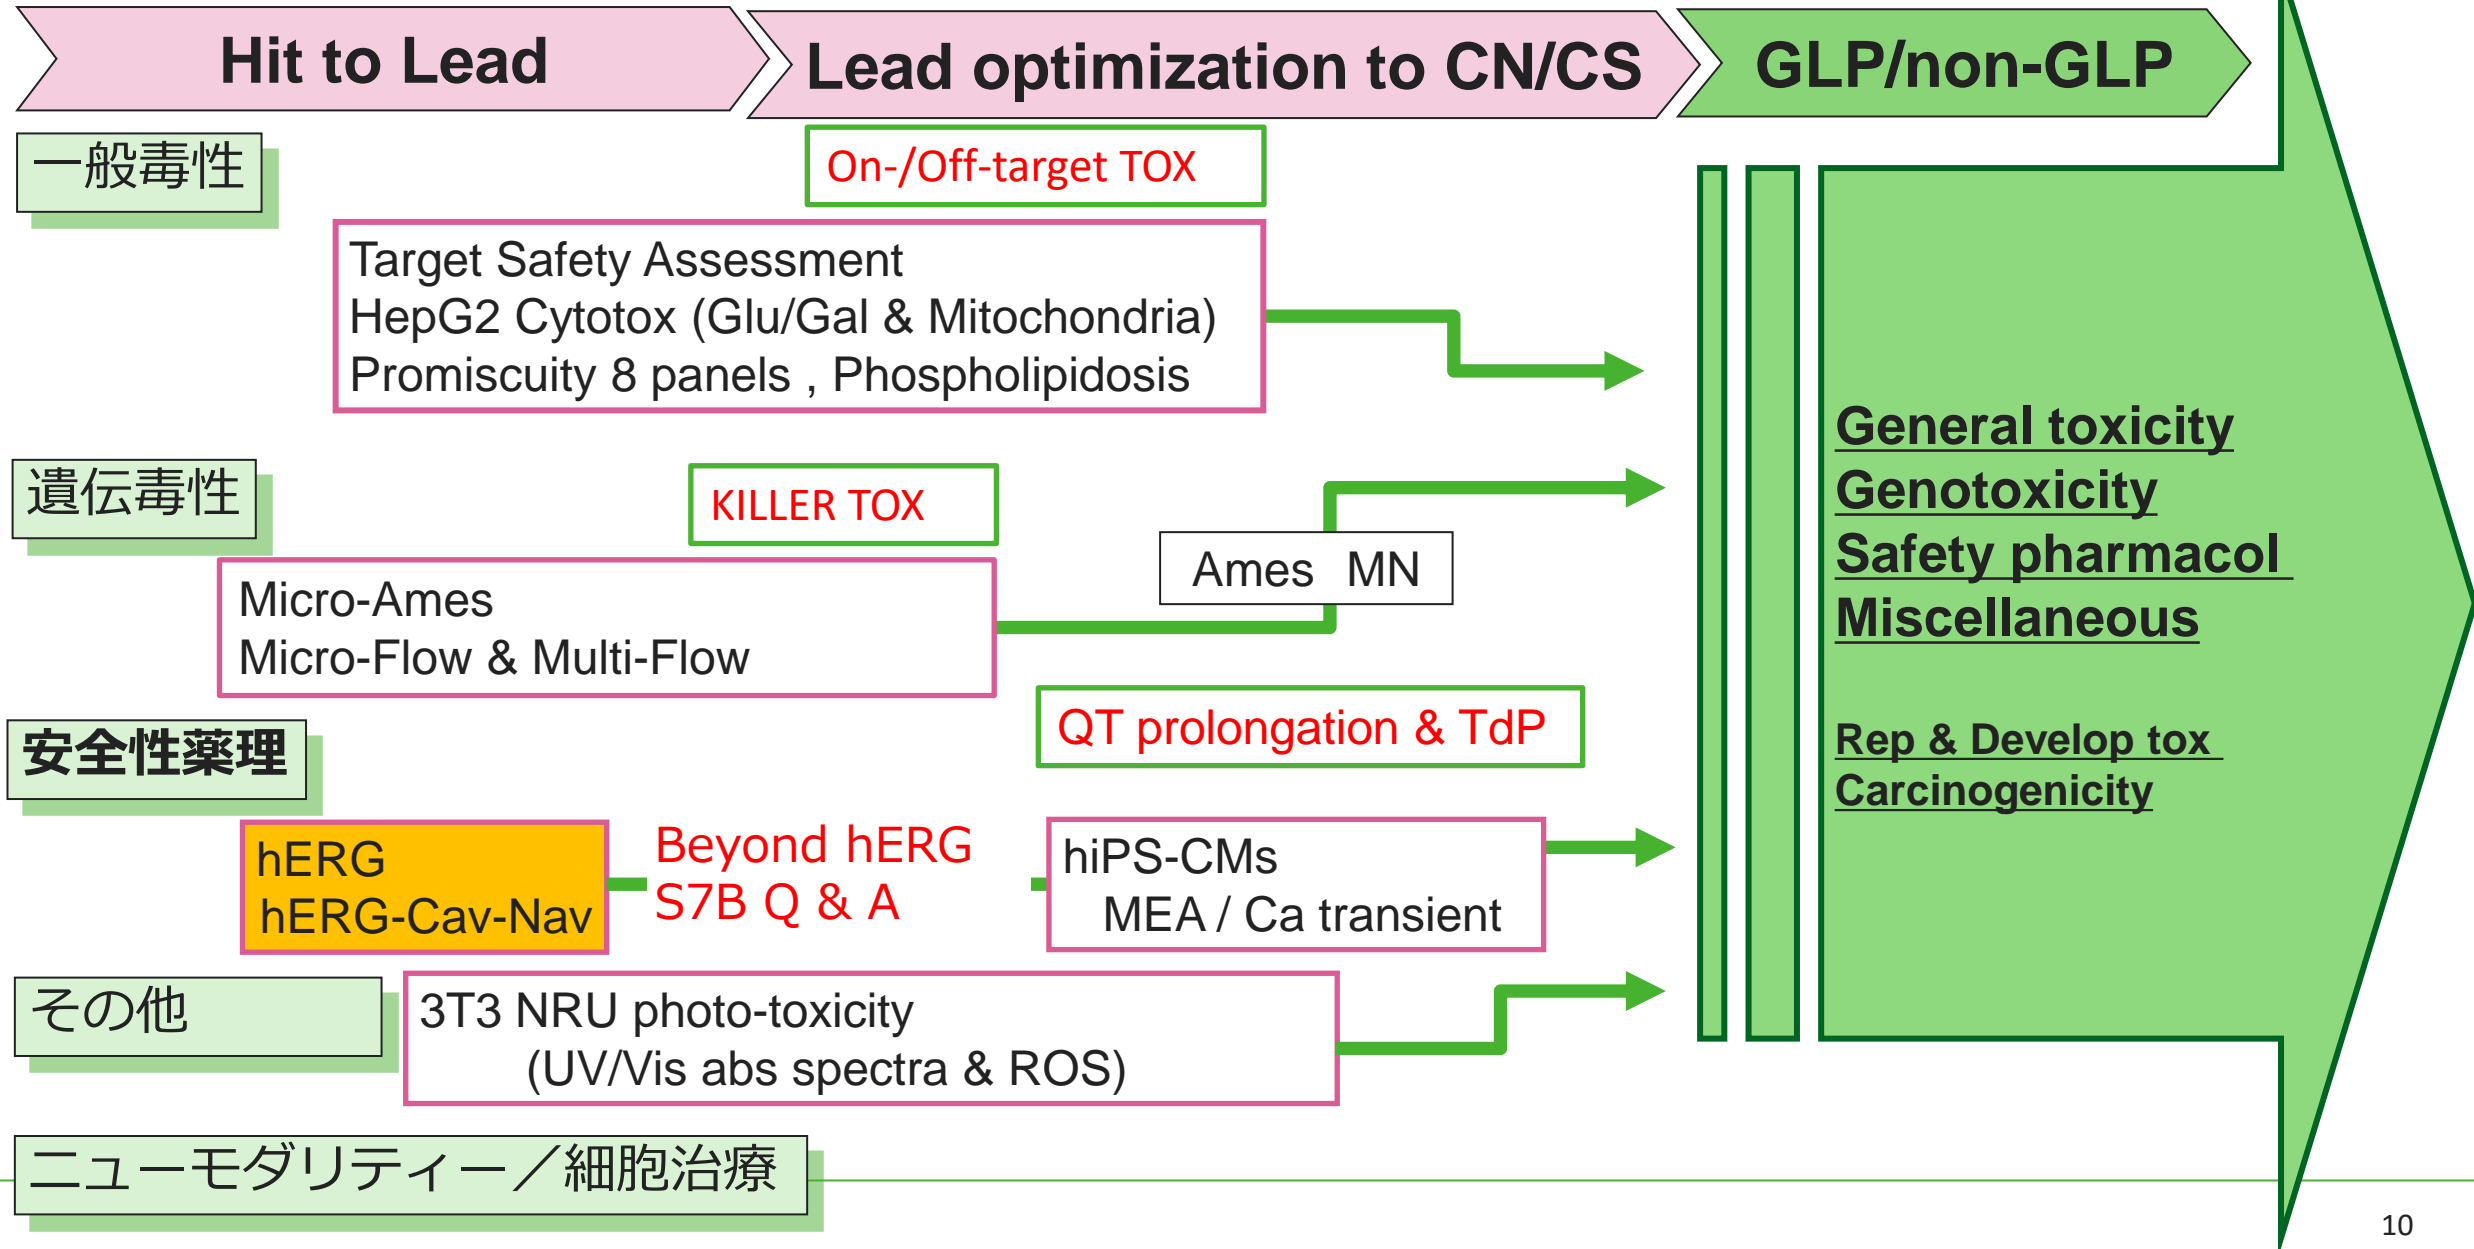 Hit to Lead
Lead optimization to CN/CS
GLP/non-GLP
一般毒性
On-/Off-target TOX
Target Safety Assessment
HepG2 Cytotox (Glu/Gal & Mitochondria)
Promiscuity 8 panels , Phospholipidosis
遺伝毒性
KILLER TOX
Micro-Ames
Micro-Flow & Multi-Flow
Ames MN
安全性薬理
QT prolongation & TdP
hERG
hERG-Cav-Nav
Beyond hERG
S7B Q & A
hiPS-CMs
MEA / Ca transient
その他
3T3 NRU photo-toxicity
(UV/Vis abs spectra & ROS)
ニューモダリティー／細胞治療
General toxicity
Genotoxicity
Safety pharmacol
Miscellaneous
Rep & Develop tox
Carcinogenicity
10